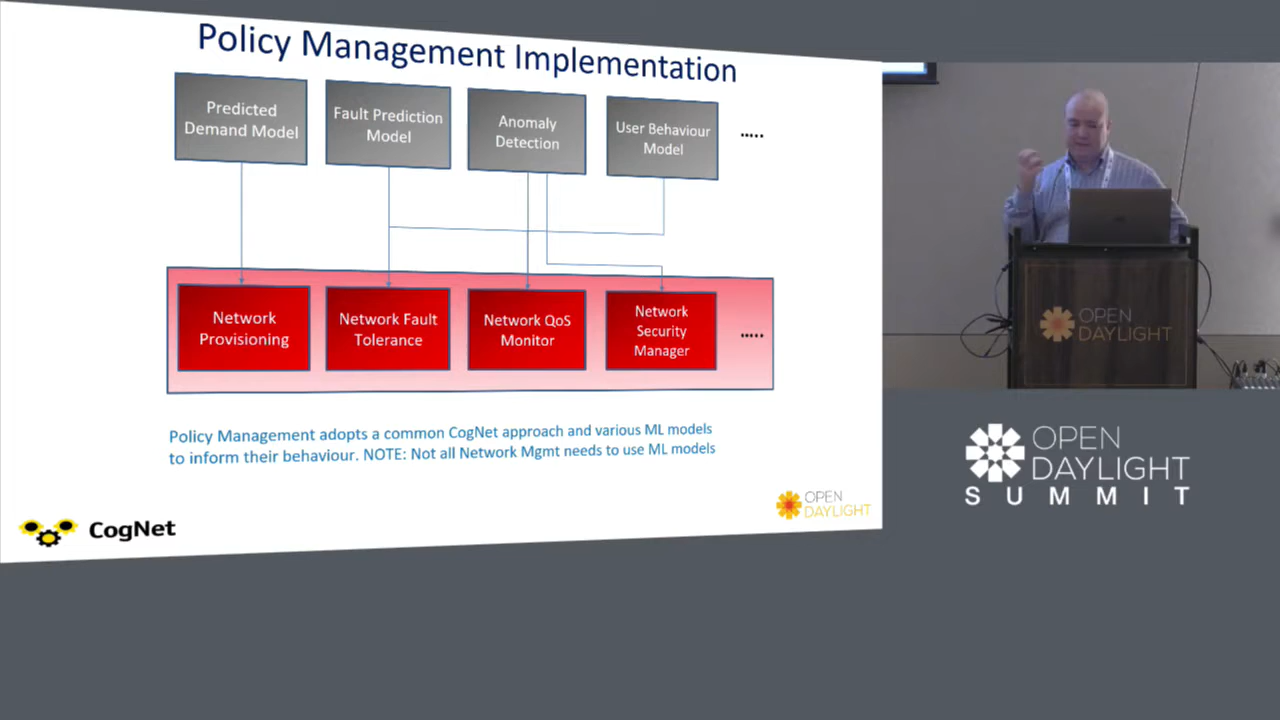 Policy Management Implementation
Predicted
Demand Model
Fault Prediction
Model
Anomaly
Detection
User Behaviour
Model
.....
Network
Provisioning
Network Fault
Tolerance
Network QoS
Monitor
Network
Security
Manager
.....
Policy Management adopts a common CogNet approach and various ML models
to inform their behaviour. NOTE: Not all Network Mgmt needs to use ML models
CogNet
OPEN
DAYLIGHT
OPEN
DAYLIGHT
OPEN
DAYLIGHT
SUMMIT